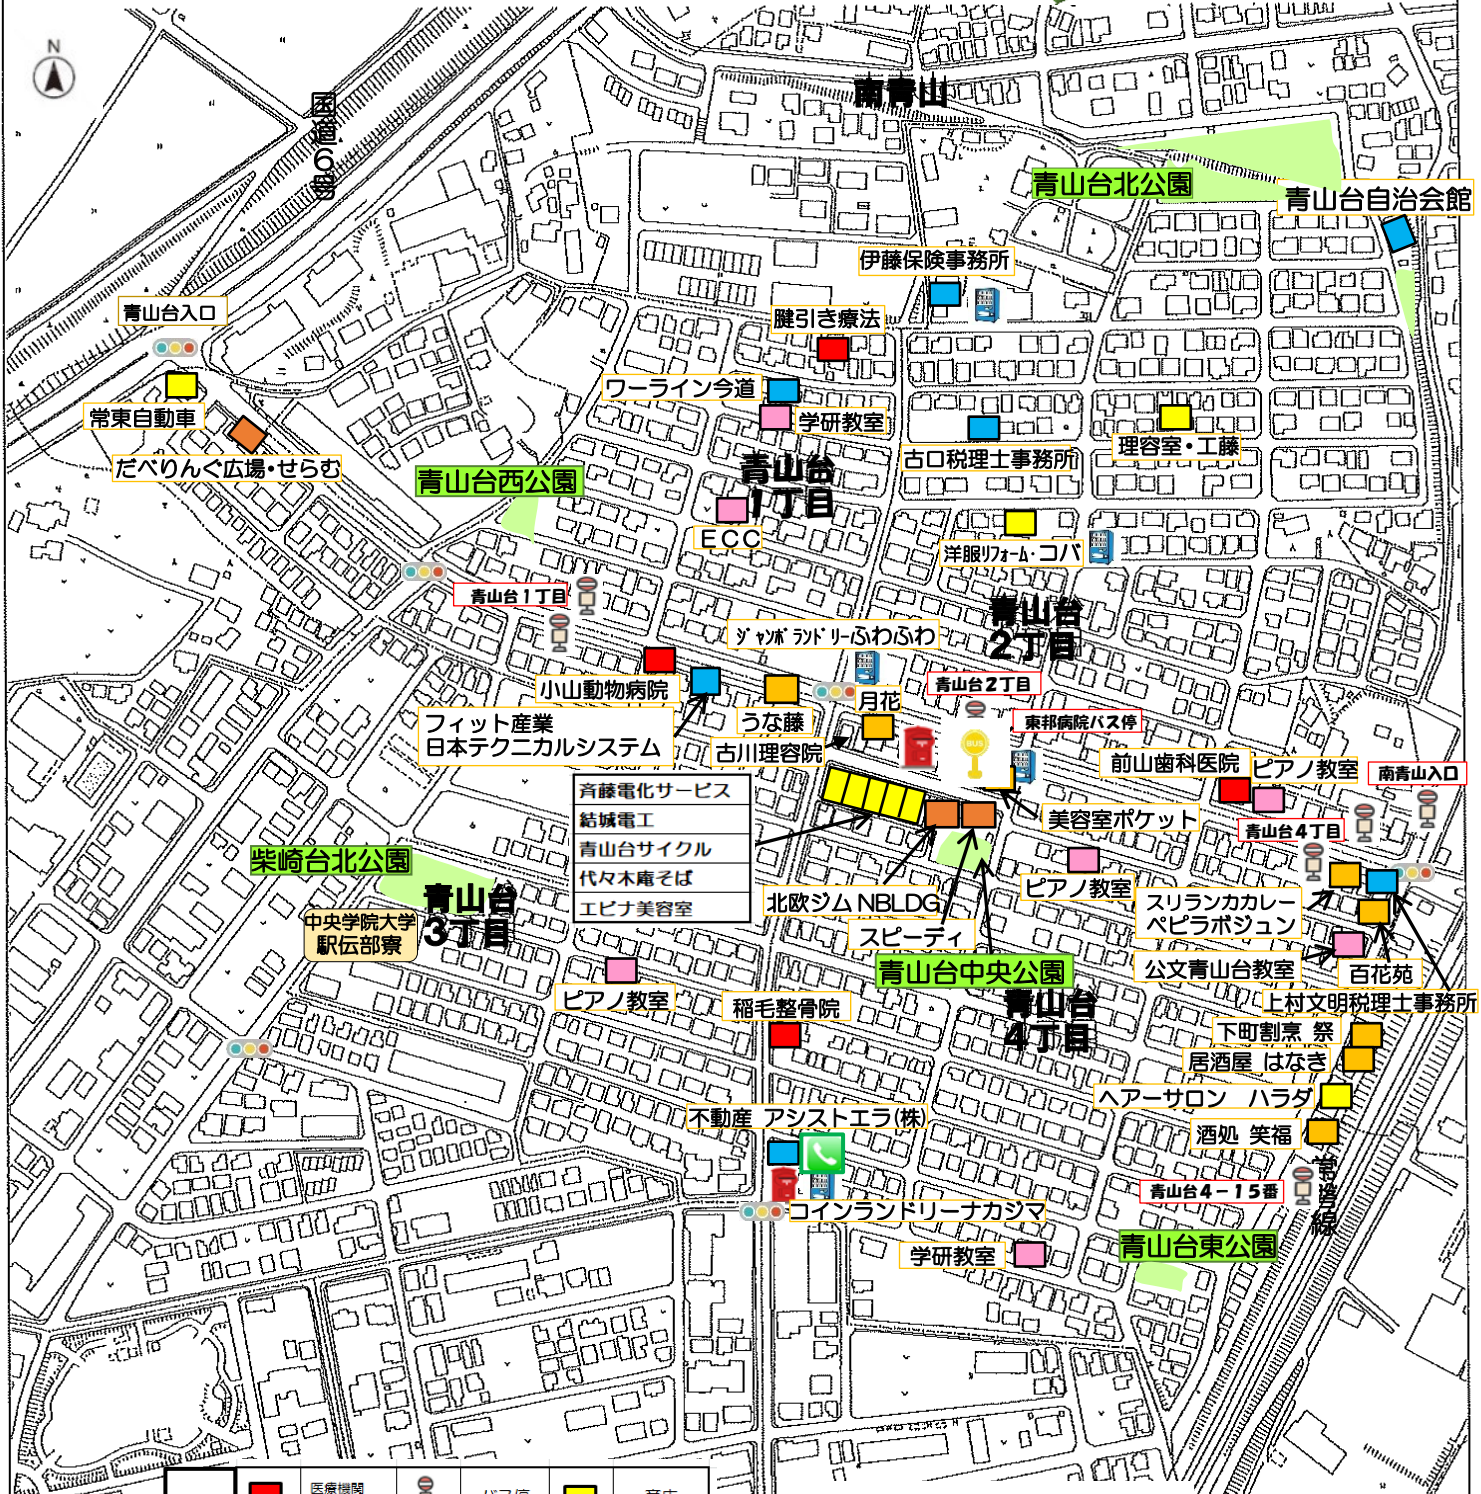 N
国道6号
南青山
青山台北公園
青山台自治会館
伊藤保険事務所
青山台入口
腱引き療法
ワーライン今道
学研教室
常東自動車
だべりんぐ広場・せらむ
古口税理士事務所
理容室・工藤
青山台西公園
青山台
1丁目
ECC
洋服リフォーム・コバ
青山台1丁目
青山台
2丁目
ジャンボランドリーふわふわ
小山動物病院
青山台2丁目
月花
うな藤
東邦病院バス停
BUS
フィット産業
日本テクニカルシステム
古川理容院
前山歯科医院
ピアノ教室
南青山入口
斉藤電化サービス
結城電工
青山台サイクル
代々木庵そば
エビナ美容室
美容室ポケット
青山台4丁目
柴崎台北公園
青山台
3丁目
ピアノ教室
北欧ジム NBLDG
スリランカカレー
ペピラボジュン
中央学院大学
駅伝部寮
スピーディ
青山台中央公園
公文青山台教室
百花苑
ピアノ教室
稲毛整骨院
青山台
4丁目
上村文明税理士事務所
下町割烹 祭
居酒屋 はなき
ヘアーサロン ハラダ
不動産 アシストエラ(株)
酒処 笑福
常磐線
青山台4-15番
コインランドリーナカジマ
学研教室
青山台東公園
医療機関
バス停
商店